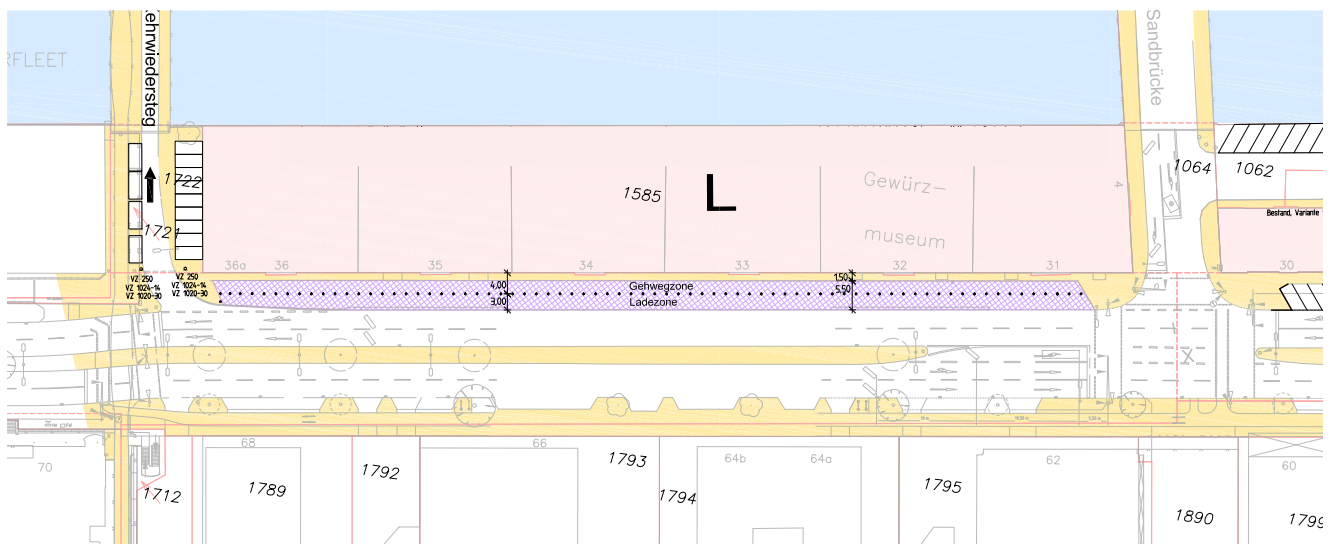 Kehrwiedersteg
RFLEET
Sandbrücke
1722
1721
1585
L
Gewürz-
museum
4
1064
1062
Bestand, Variante
VZ 250
VZ 1024-14
VZ 1020-30
VZ 250
VZ 1024-14
VZ 1020-30
36a
36
35
34
33
32
31
30
4,00
3,00
Gehwegzone
Ladezone
1,50
5,50
68
66
64b
64a
62
60
70
1712
1789
1792
1793
1794
1795
1890
1799